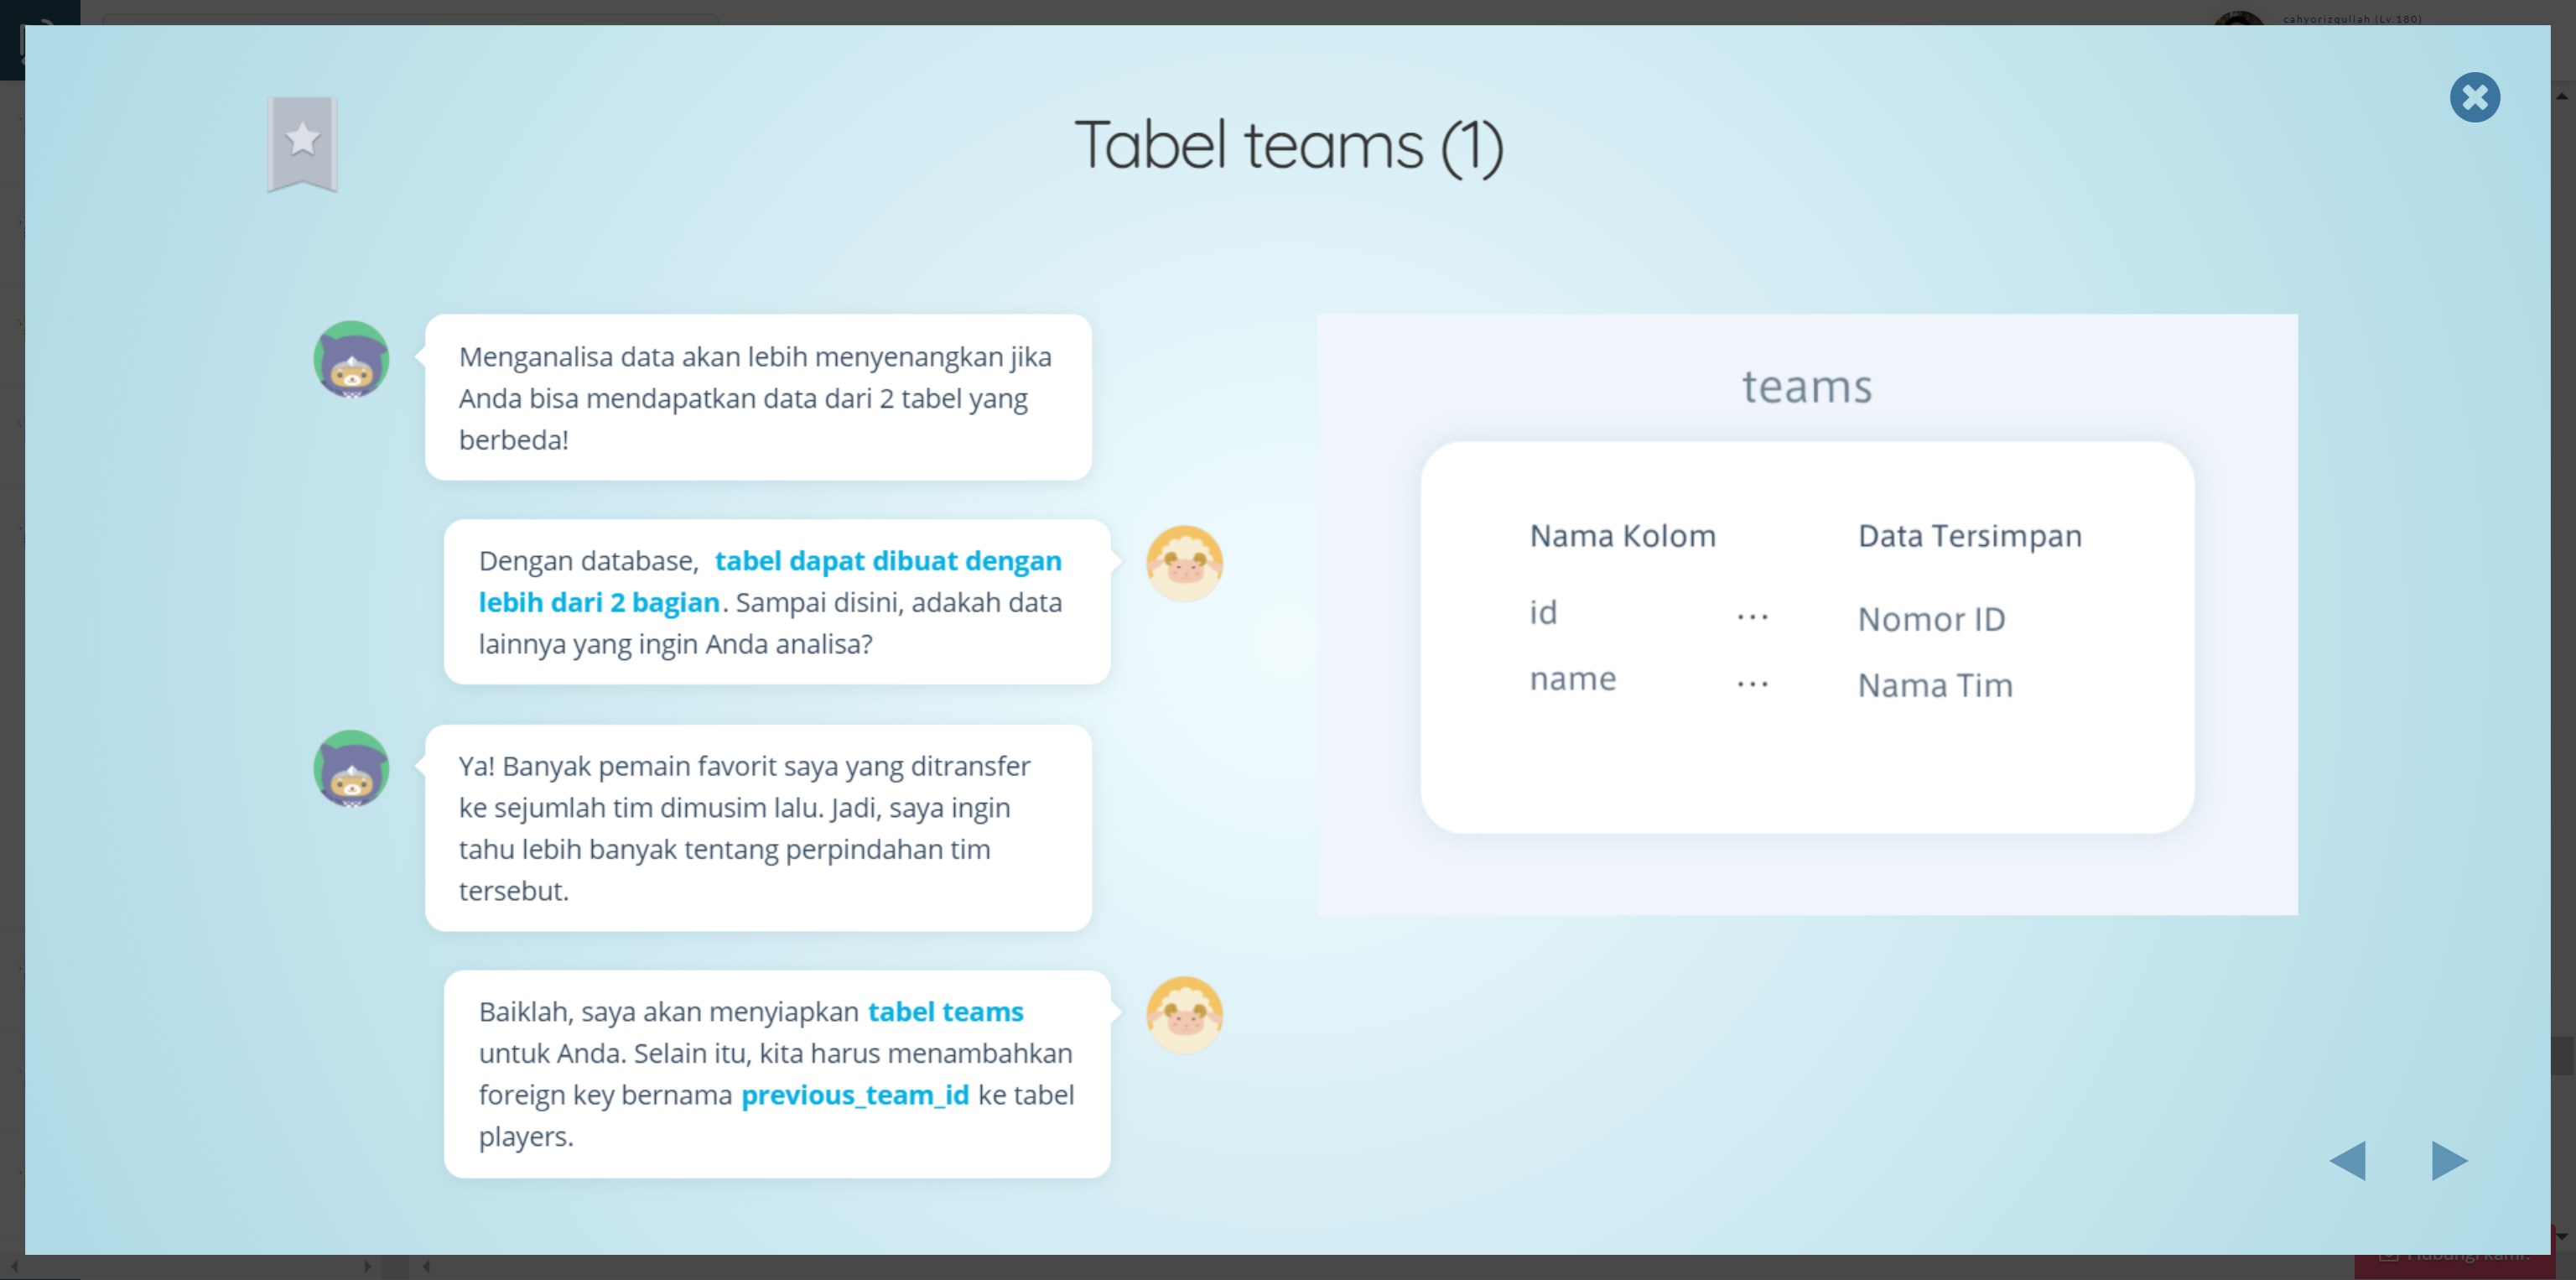 cahyorizqullah (Lv.180)
Tabel teams (1)
Menganalisa data akan lebih menyenangkan jika
Anda bisa mendapatkan data dari 2 tabel yang
berbeda!
Dengan database, tabel dapat dibuat dengan
lebih dari 2 bagian. Sampai disini, adakah data
lainnya yang ingin Anda analisa?
Ya! Banyak pemain favorit saya yang ditransfer
ke sejumlah tim dimusim lalu. Jadi, saya ingin
tahu lebih banyak tentang perpindahan tim
tersebut.
Baiklah, saya akan menyiapkan tabel teams
untuk Anda. Selain itu, kita harus menambahkan
foreign key bernama previous_team_id ke tabel
players.
teams
Nama Kolom Data Tersimpan
id ... Nomor ID
name ... Nama Tim